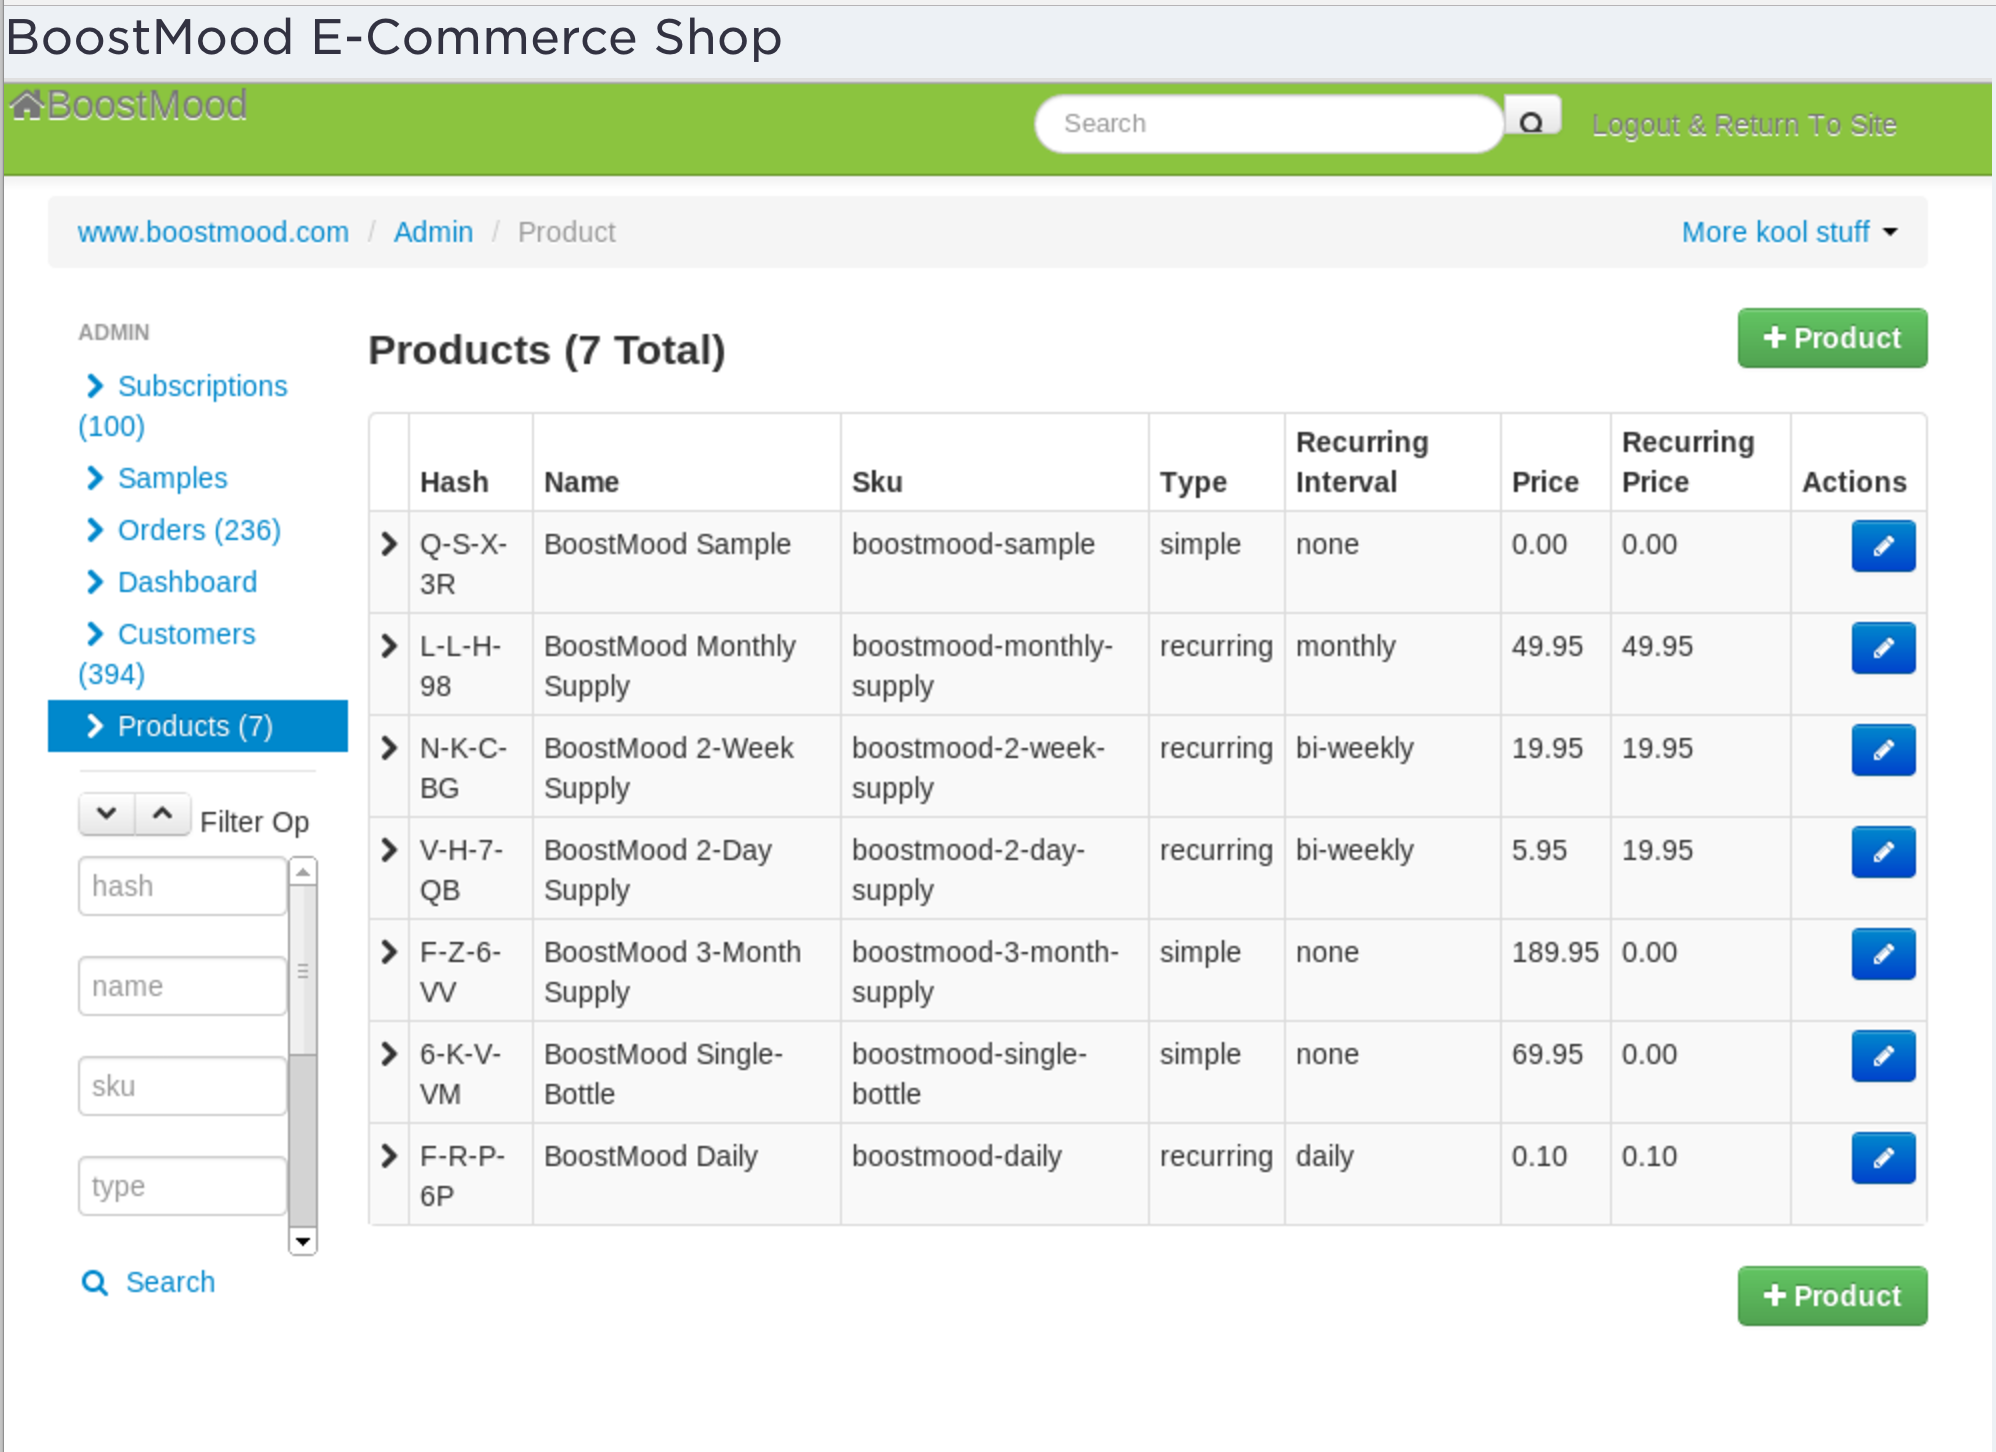 BoostMood E-Commerce Shop
BoostMood
Search
Logout & Return To Site
www.boostmood.com / Admin / Product
More kool stuff
ADMIN
Subscriptions
(100)
Samples
Orders (236)
Dashboard
Customers
(394)
Products (7)
Filter Op
hash
name
sku
type
Search
Products (7 Total)
+ Product
Hash Name Sku Type Recurring Interval Price Recurring Price Actions
Q-S-X- BoostMood Sample boostmood-sample simple none 0.00 0.00
3R
L-L-H- BoostMood Monthly boostmood-monthly- recurring monthly 49.95 49.95
98 Supply supply
N-K-C- BoostMood 2-Week boostmood-2-week- recurring bi-weekly 19.95 19.95
BG Supply supply
V-H-7- BoostMood 2-Day boostmood-2-day- recurring bi-weekly 5.95 19.95
QB Supply supply
F-Z-6- BoostMood 3-Month boostmood-3-month- simple none 189.95 0.00
VV Supply supply
6-K-V- BoostMood Single- boostmood-single- simple none 69.95 0.00
VM Bottle bottle
F-R-P- BoostMood Daily boostmood-daily recurring daily 0.10 0.10
6P
+ Product